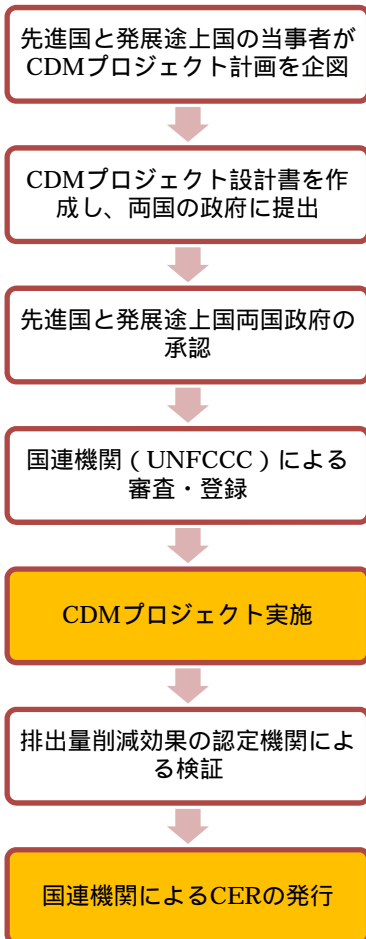 先進国と発展途上国の当事者が
CDMプロジェクト計画を企図
CDMプロジェクト設計書を作
成し、両国の政府に提出
先進国と発展途上国両国政府の
承認
国連機関（UNFCCC）による
審査・登録
CDMプロジェクト実施
排出量削減効果の認定機関によ
る検証
国連機関によるCERの発行